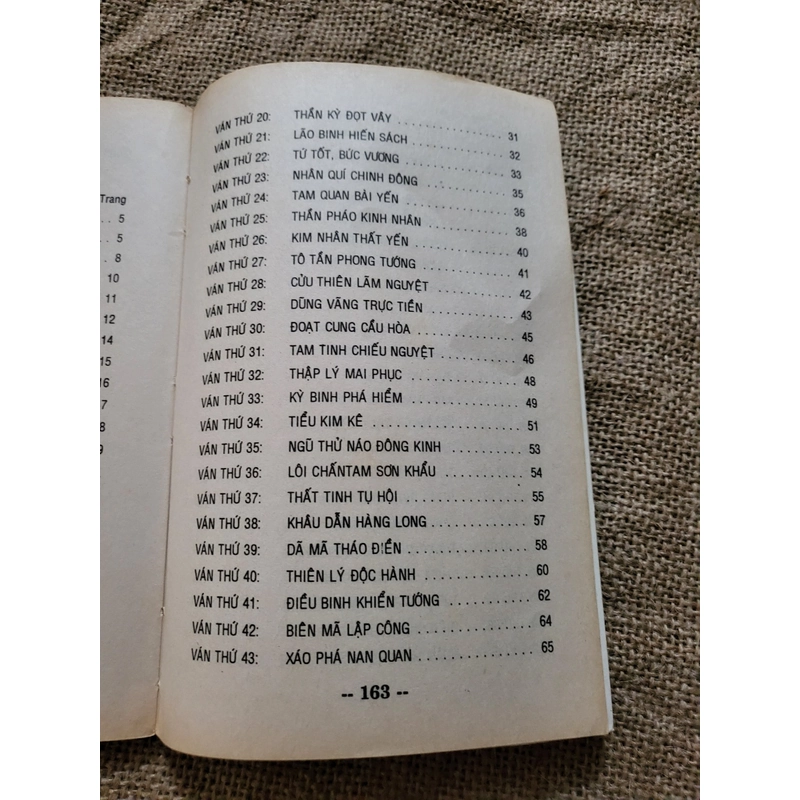 Trang
. . 5
. . 5
. . 8
10
11
12
14
15
16
7
8
9
VÁN THỨ 20: THẦN KỲ ĐỌT VÂY . . . . . . . . . . . . . . 31
VÁN THỨ 21: LÃO BINH HIẾN SÁCH . . . . . . . . . . . . 32
VÁN THỨ 22: TỬ TỐT, BỨC VƯƠNG . . . . . . . . . . . . 33
VÁN THỨ 23: NHÂN QUÍ CHINH ĐÔNG . . . . . . . . . . . 35
VÁN THỨ 24: TAM QUAN BÀI YẾN . . . . . . . . . . . . . 36
VÁN THỨ 25: THẦN PHÁO KINH NHÂN . . . . . . . . . . . 38
VÁN THỨ 26: KIM NHÂN THẤT YẾN . . . . . . . . . . . . 40
VÁN THỨ 27: TÔ TẦN PHONG TƯỚNG . . . . . . . . . . . 41
VÁN THỨ 28: CỬU THIÊN LÃM NGUYỆT . . . . . . . . . . 42
VÁN THỨ 29: DŨNG VÃNG TRỰC TIỀN . . . . . . . . . . . 43
VÁN THỨ 30: ĐOẠT CUNG CẦU HÒA . . . . . . . . . . . . 45
VÁN THỨ 31: TAM TINH CHIẾU NGUYỆT . . . . . . . . . 46
VÁN THỨ 32: THẬP LÝ MAI PHỤC . . . . . . . . . . . . . 48
VÁN THỨ 33: KỲ BINH PHÁ HIỂM . . . . . . . . . . . . . 49
VÁN THỨ 34: TIỂU KIM KÊ . . . . . . . . . . . . . . . . . 51
VÁN THỨ 35: NGŨ THỬ NÁO ĐÔNG KINH . . . . . . . . . 53
VÁN THỨ 36: LÔI CHẤNTAM SƠN KHẨU . . . . . . . . . 54
VÁN THỨ 37: THẤT TINH TỤ HỘI . . . . . . . . . . . . . 55
VÁN THỨ 38: KHÂU DẪN HÀNG LONG . . . . . . . . . . . 57
VÁN THỨ 39: DÃ MÃ THÁO ĐIỀN . . . . . . . . . . . . . 58
VÁN THỨ 40: THIÊN LÝ ĐỘC HÀNH . . . . . . . . . . . . 60
VÁN THỨ 41: ĐIỀU BINH KHIỂN TƯỚNG . . . . . . . . . 62
VÁN THỨ 42: BIÊN MÃ LẬP CÔNG . . . . . . . . . . . . . 64
VÁN THỨ 43: XÁO PHÁ NAN QUAN . . . . . . . . . . . . . 65
-- 163 --